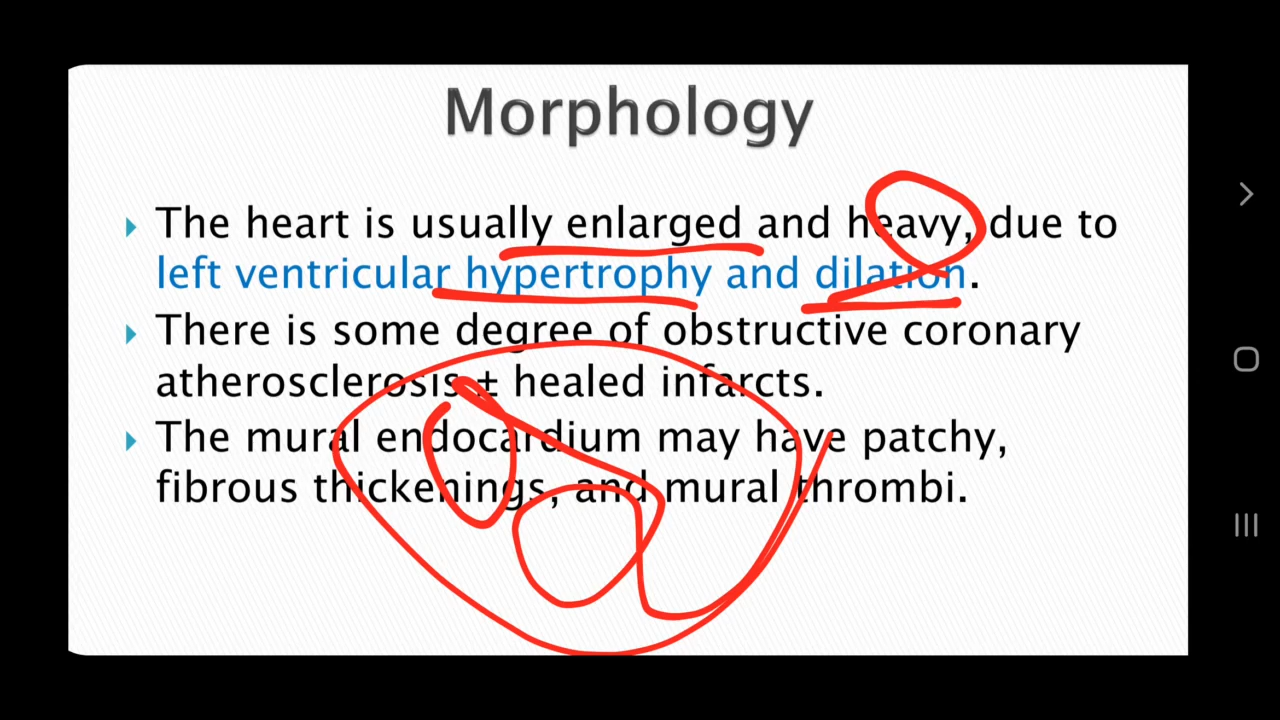 Morphology
The heart is usually enlarged and heavy, due to
left ventricular hypertrophy and dilation.
There is some degree of obstructive coronary
atherosclerosis ± healed infarcts.
The mural endocardium may have patchy,
fibrous thickenings, and mural thrombi.